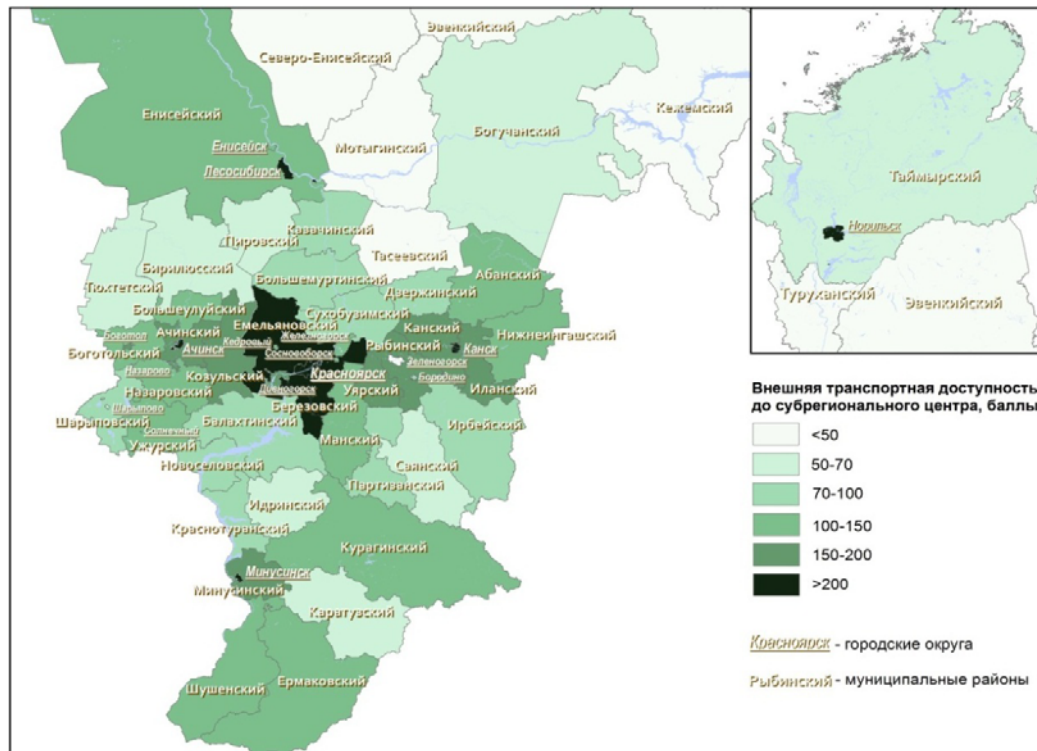 Эвенкийский
Северо-Енисейский
Кежемский
Енисейский
Богучанский
Мотыгинский
Енисейск
Лесосибирск
Таймырский
Норильск
Туруханский
Эвенкийский
Казачинский
Пировский
Тасеевский
Бирилюсский
Тюхтетский
Большемуртинский
Абанский
Дзержинский
Большеулуйский
Сухобузимский
Емельяновский
Ачинский
Канский
Нижнеингашский
Боготол
Железногорск
Кедровый
Рыбинский
Канск
Боготольский
Ачинск
Сосновоборск
Зеленогорск
Назарово
Козульский
Красноярск
Бородино
Дивногорск
Уярский
Иланский
Назаровский
Березовский
Шарыпово
Шарыповский
Балахтинский
Ирбейский
Солнечный
Ужурский
Манский
Новоселовский
Саянский
Партизанский
Идринский
Краснотуранский
Курагинский
Минусинск
Минусинский
Каратузский
Ермаковский
Шушенский
Внешняя транспортная доступность
до субрегионального центра, баллы
<50
50-70
70-100
100-150
150-200
>200
Красноярск - городские округа
Рыбинский - муниципальные районы